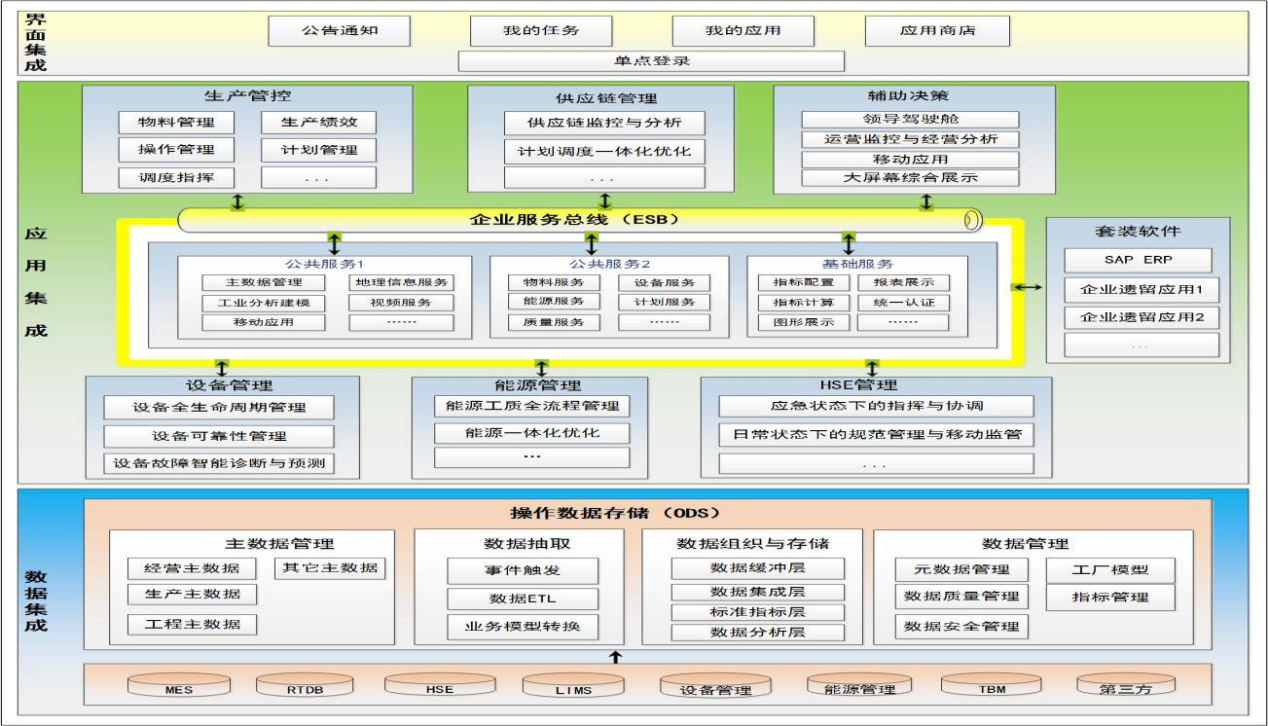 界面集成
公告通知
我的任务
我的应用
应用商店
单点登录
应用集成
生产管控
物料管理
生产绩效
操作管理
计划管理
调度指挥
...
供应链管理
供应链监控与分析
计划调度一体化优化
...
辅助决策
领导驾驶舱
运营监控与经营分析
移动应用
大屏幕综合展示
企业服务总线（ESB）
公共服务1
主数据管理
地理信息服务
工业分析建模
视频服务
移动应用
……
公共服务2
物料服务
设备服务
能源服务
计划服务
质量服务
……
基础服务
指标配置
报表展示
指标计算
统一认证
图形展示
……
套装软件
SAP ERP
企业遗留应用1
企业遗留应用2
...
设备管理
设备全生命周期管理
设备可靠性管理
设备故障智能诊断与预测
能源管理
能源工质全流程管理
能源一体化优化
...
HSE管理
应急状态下的指挥与协调
日常状态下的规范管理与移动监管
...
数据集成
操作数据存储（ODS）
主数据管理
经营主数据
其它主数据
生产主数据
工程主数据
数据抽取
事件触发
数据ETL
业务模型转换
数据组织与存储
数据缓冲层
数据集成层
标准指标层
数据分析层
数据管理
元数据管理
工厂模型
数据质量管理
指标管理
数据安全管理
MES
RTDB
HSE
LIMS
设备管理
能源管理
TBM
第三方